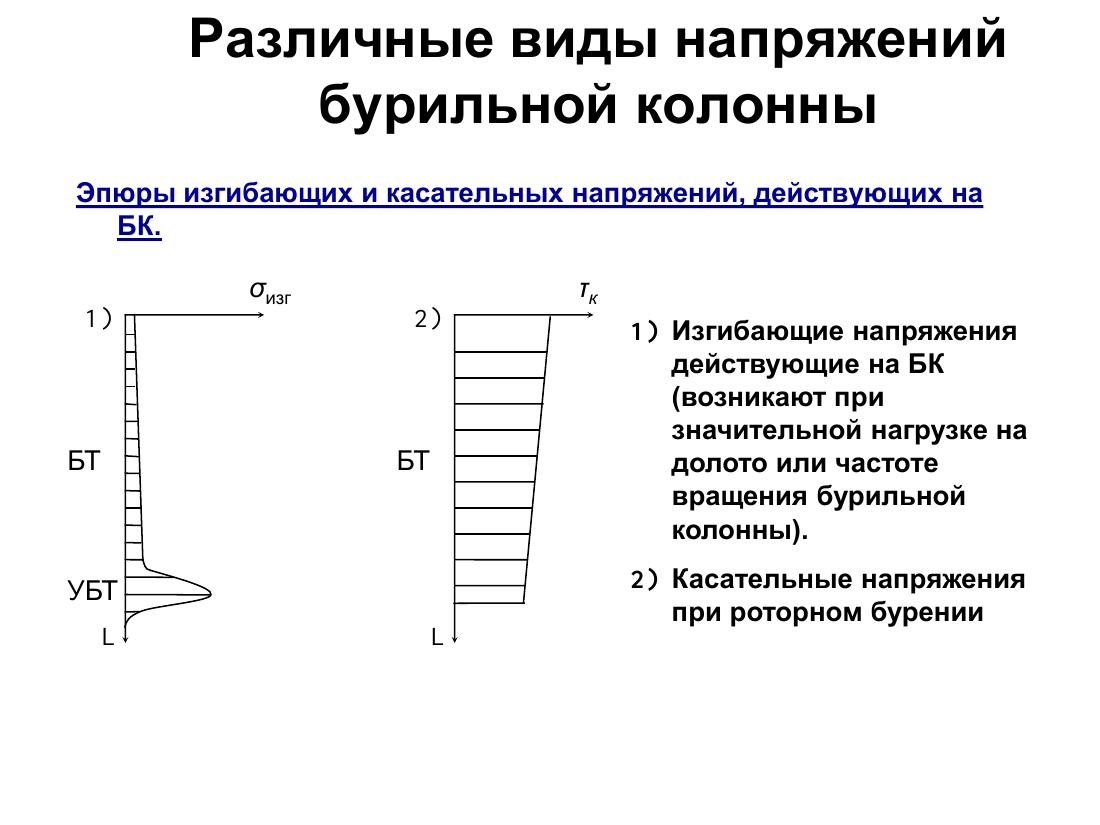 Различные виды напряжений
бурильной колонны
Эпюры изгибающих и касательных напряжений, действующих на
БК.
σизг
1)
БТ
УБТ
L
τк
2)
БТ
L
1) Изгибающие напряжения
действующие на БК
(возникают при
значительной нагрузке на
долото или частоте
вращения бурильной
колонны).
2) Касательные напряжения
при роторном бурении